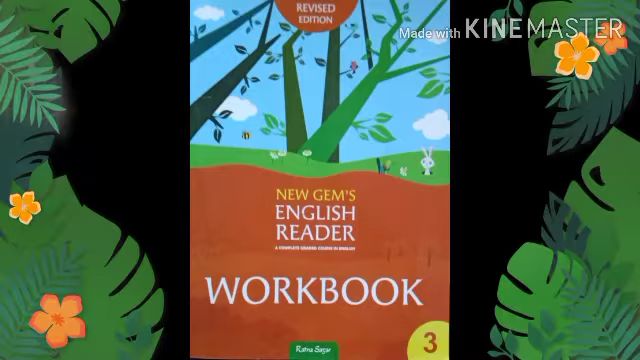 REVISED
EDITION
Made with KINEMASTER
NEW GEM'S
ENGLISH
READER
A COMPLETE GRADED COURSE IN ENGLISH
WORKBOOK
3
Ratna Sagar